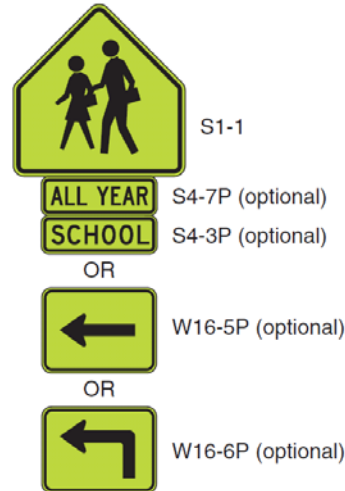 S1-1
ALL YEAR S4-7P (optional)
SCHOOL S4-3P (optional)
OR
W16-5P (optional)
OR
W16-6P (optional)